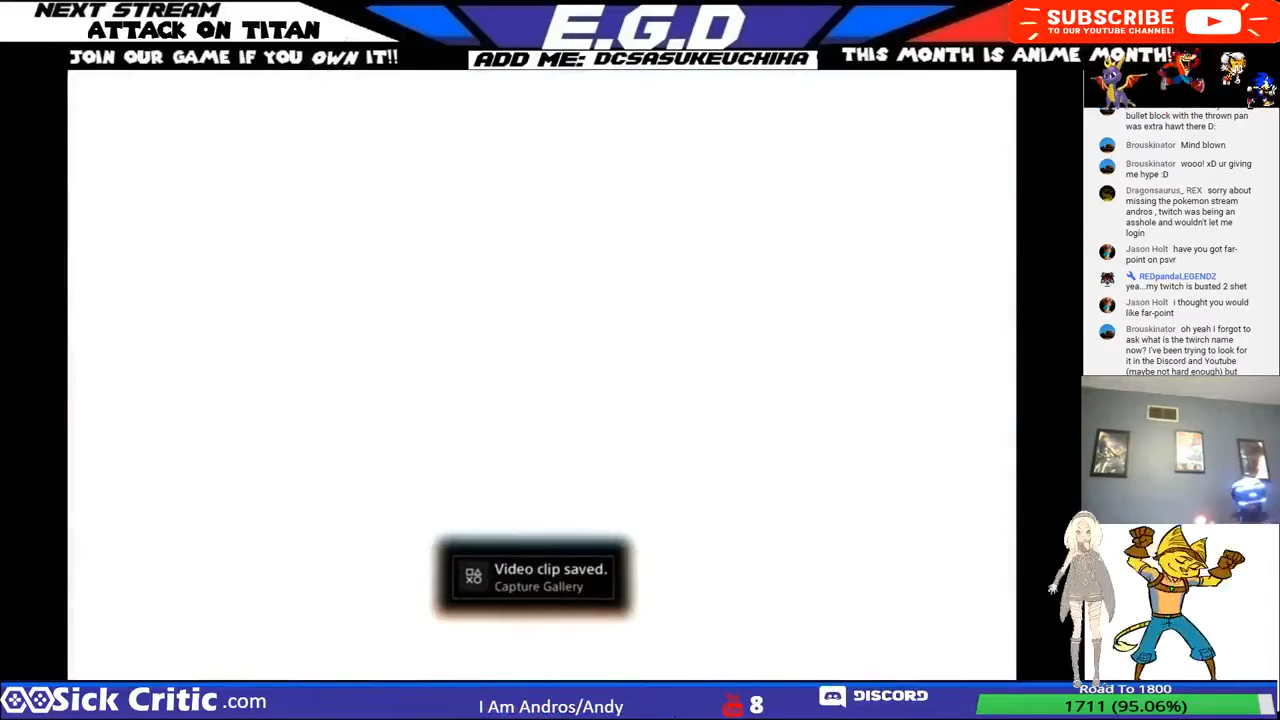 NEXT STREAM
ATTACK ON TITAN
JOIN OUR GAME IF YOU OWN IT!!
E.G.D
ADD ME: DCSASUKEUCHIHA
SUBSCRIBE
TO OUR YOUTUBE CHANNEL!
THIS MONTH IS ANIME MONTH!
bullet block with the thrown pan
was extra hawt there D:
Brouskinator Mind blown
Brouskinator wooo! xD ur giving
me hype :D
Dragonsaurus_ REX sorry about
missing the pokemon stream
andros , twitch was being an
asshole and wouldn't let me
login
Jason Holt have you got far-
point on psvr
REDpandaLEGENDZ
yea...my twitch is busted 2 shet
Jason Holt i thought you would
like far-point
Brouskinator oh yeah I forgot to
ask what is the twirch name
now? I've been trying to look for
it in the Discord and Youtube
(maybe not hard enough) but
Video clip saved.
Capture Gallery
Sick Critic.com
I Am Andros/Andy
8
DISCORD
Road To 1800
1711 (95.06%)